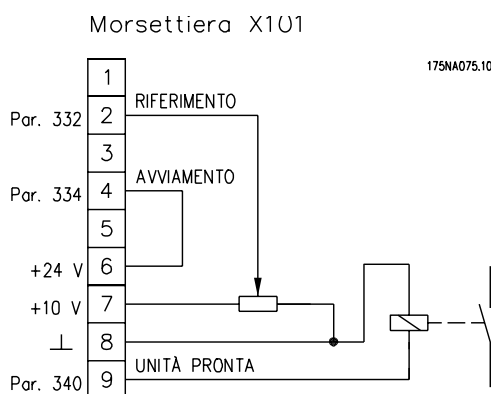 Morsettiera X101
175NA075.10
1
Par. 332 2 RIFERIMENTO
3
Par. 334 4 AVVIAMENTO
5
+24 V 6
+10 V 7
⊥ 8
Par. 340 9 UNITÀ PRONTA